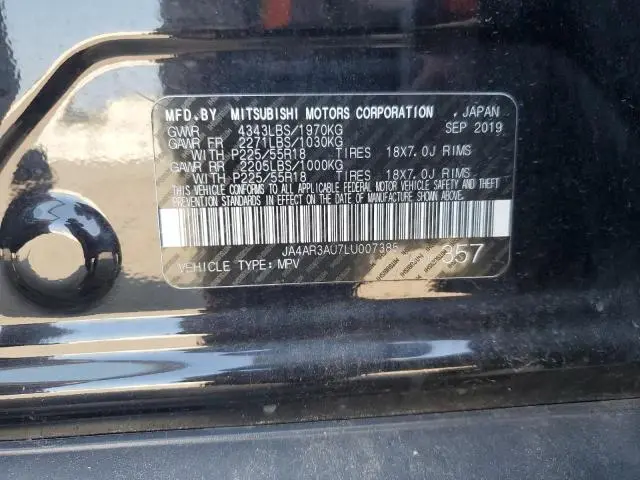 MFD.BY MITSUBISHI MOTORS CORPORATION , JAPAN
GVWR 4343LBS/1970KG SEP 2019
GAWR FR 2271LBS/1030KG
WITH P225/55R18 TIRES 18X7.0J RIMS
GAWR RR 2205LBS/1000KG
WITH P225/55R18 TIRES 18X7.0J RIMS
THIS VEHICLE CONFORMS TO ALL APPLICABLE FEDERAL MOTOR VEHICLE SAFETY AND THEFT
PREVENTION STANDARDS IN EFFECT ON THE DATE OF MANUFACTURE SHOWN ABOVE.
JA4AR3AU7LU007385
VEHICLE TYPE: MPV 357